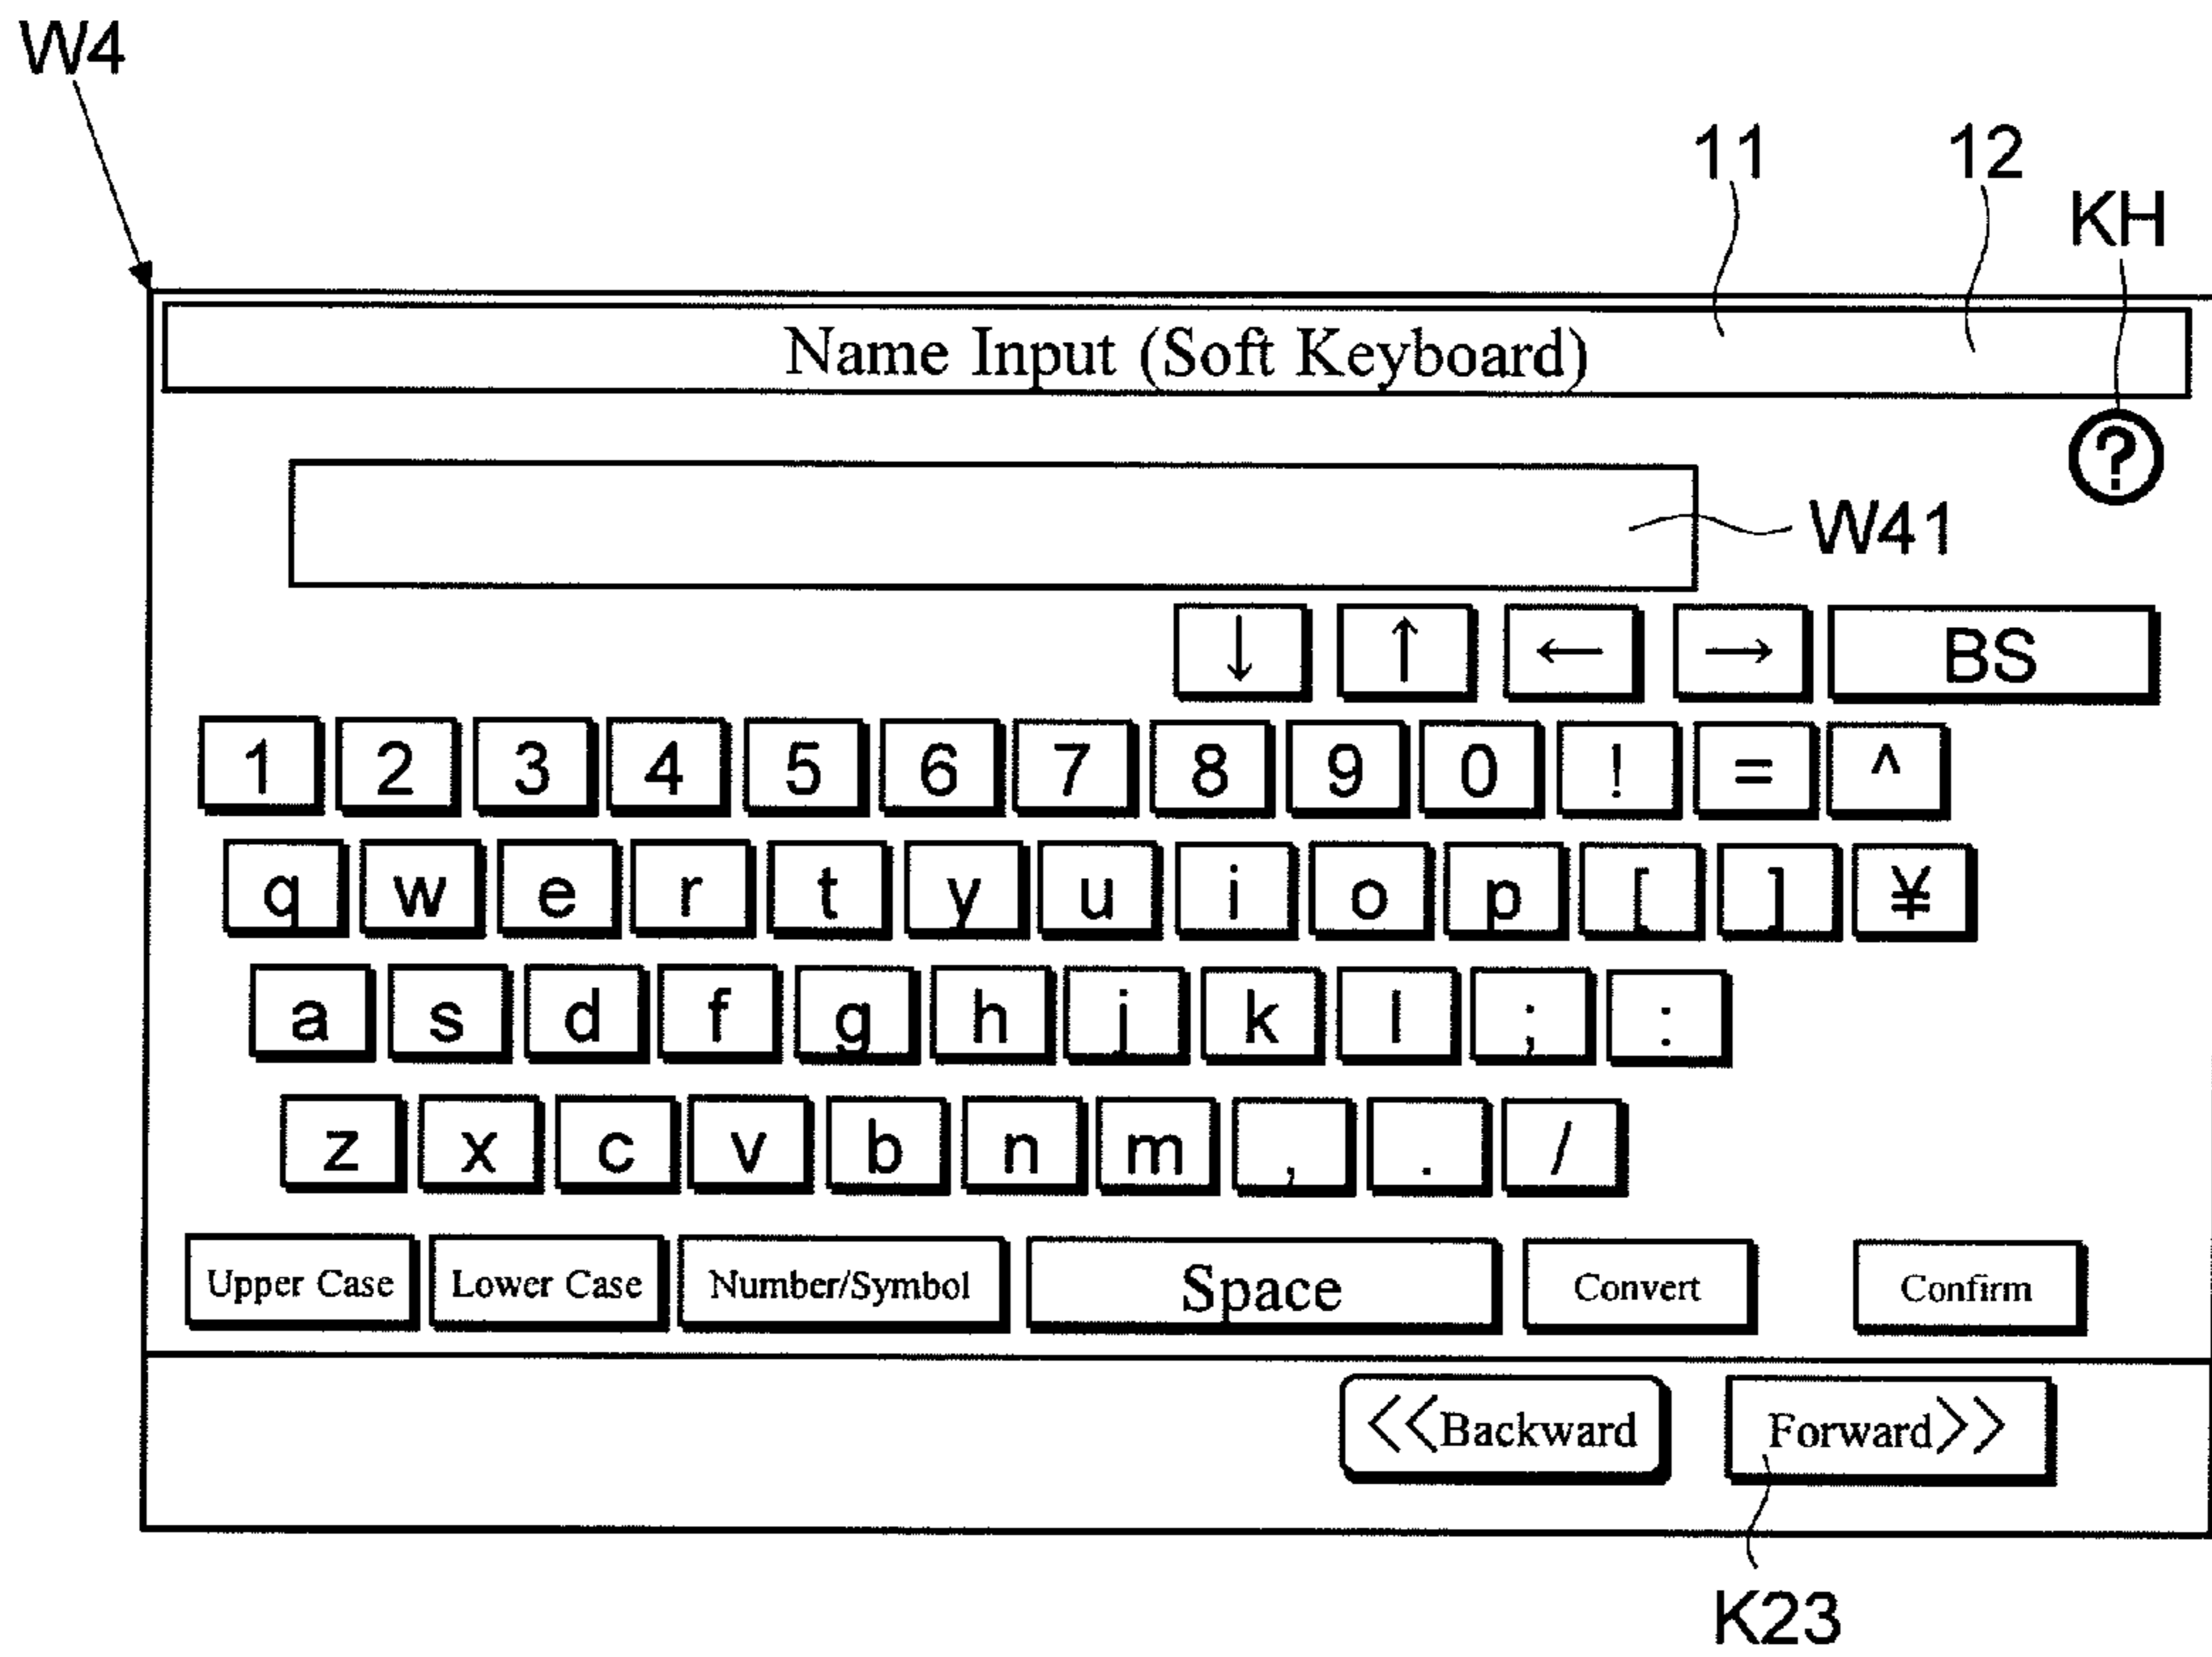 W4
11 12
KH
Name Input (Soft Keyboard)
?
W41
↓ ↑ ← → BS
1 2 3 4 5 6 7 8 9 0 ! = ^
q w e r t y u i o p [ ] ¥
a s d f g h j k l ; :
z x c v b n m , . /
Upper Case Lower Case Number/Symbol Space Convert Confirm
<<Backward Forward>>
K23